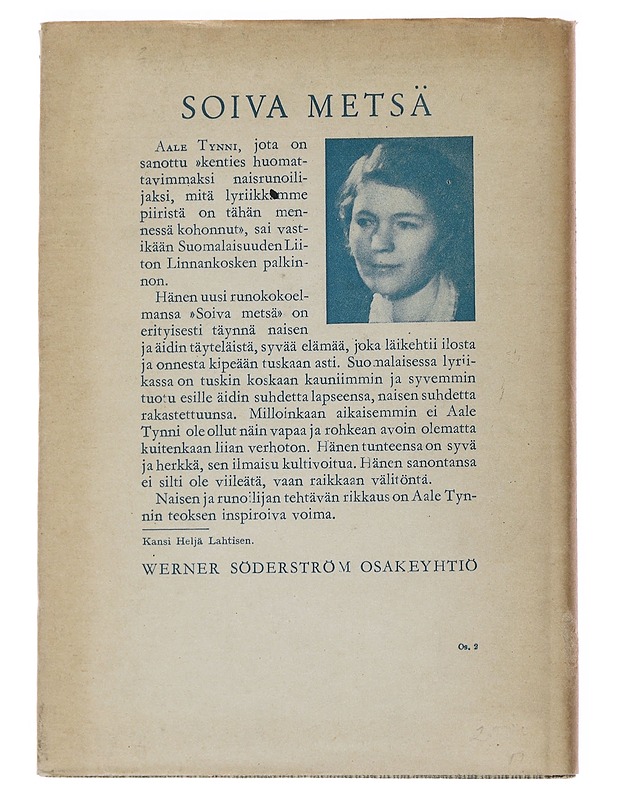 SOIVA METSÄ
AALE TYNNI, jota on
sanottu »kenties huomat-
tavimmaksi naisrunoili-
jaksi, mitä lyriikkamme
piiristä on tähän men-
nessä kohonnut», sai vast-
ikään Suomalaisuuden Lii-
ton Linnankosken palkin-
non.
Hänen uusi runokokoel-
mansa »Soiva metsä» on
erityisesti täynnä naisen
ja äidin täyteläistä, syvää elämää, joka läikehtii ilosta
ja onnesta kipeään tuskaan asti. Suomalaisessa lyrii-
kassa on tuskin koskaan kauniimmin ja syvemmin
tuotu esille äidin suhdetta lapseensa, naisen suhdetta
rakastettuunsa. Milloinkaan aikaisemmin ei Aale
Tynni ole ollut näin vapaa ja rohkean avoin olematta
kuitenkaan liian verhoton. Hänen tunteensa on syvä
ja herkkä, sen ilmaisu kultivoitua. Hänen sanontansa
ei silti ole viileätä, vaan raikkaan välitöntä.
Naisen ja runoilijan tehtävän rikkaus on Aale Tyn-
nin teoksen inspiroiva voima.
Kansi Heljä Lahtisen.
WERNER SÖDERSTRÖM OSAKEYHTIÖ
Os. 2